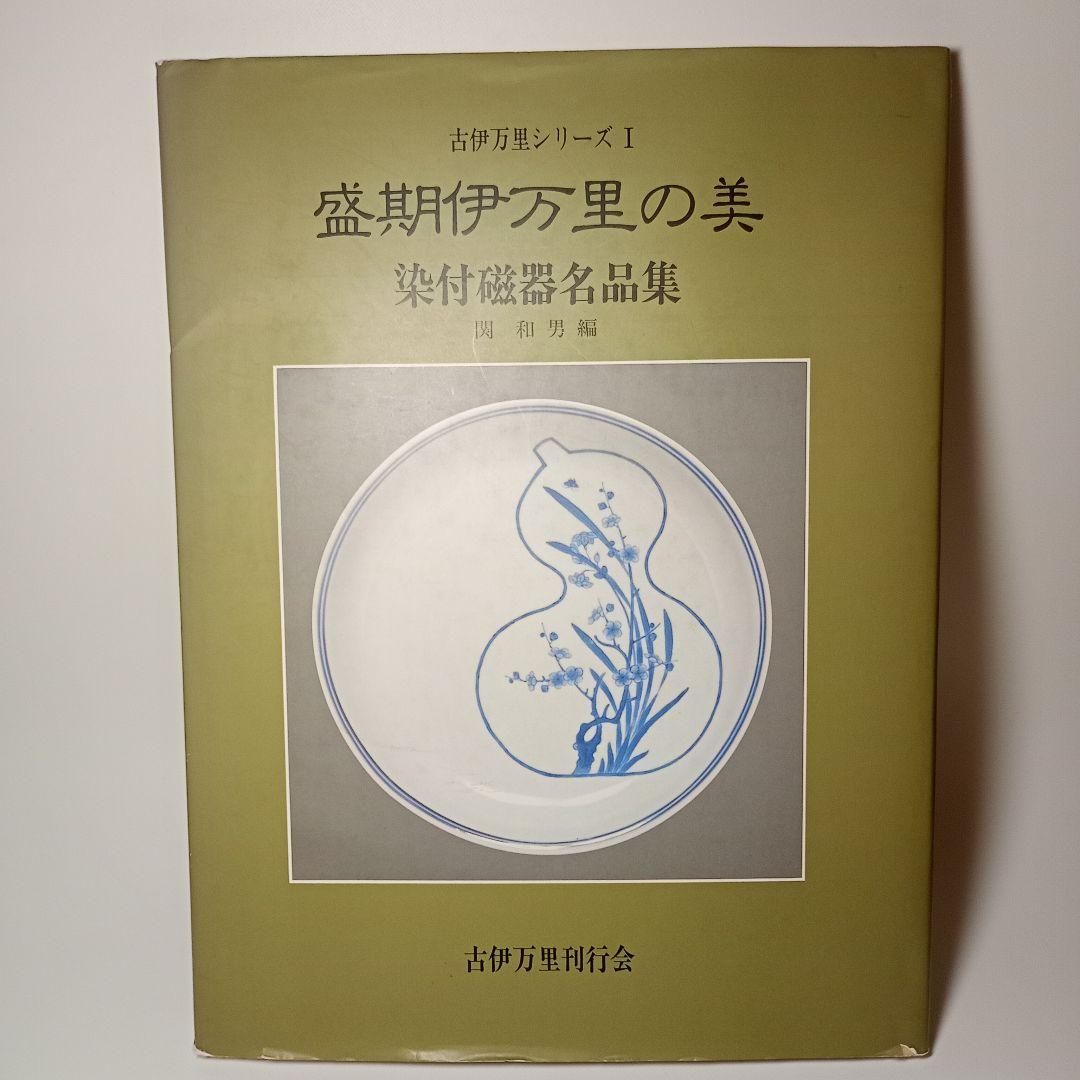 古伊万里シリーズ I
盛期伊万里の美
染付磁器名品集
関 和男 編
古伊万里刊行会